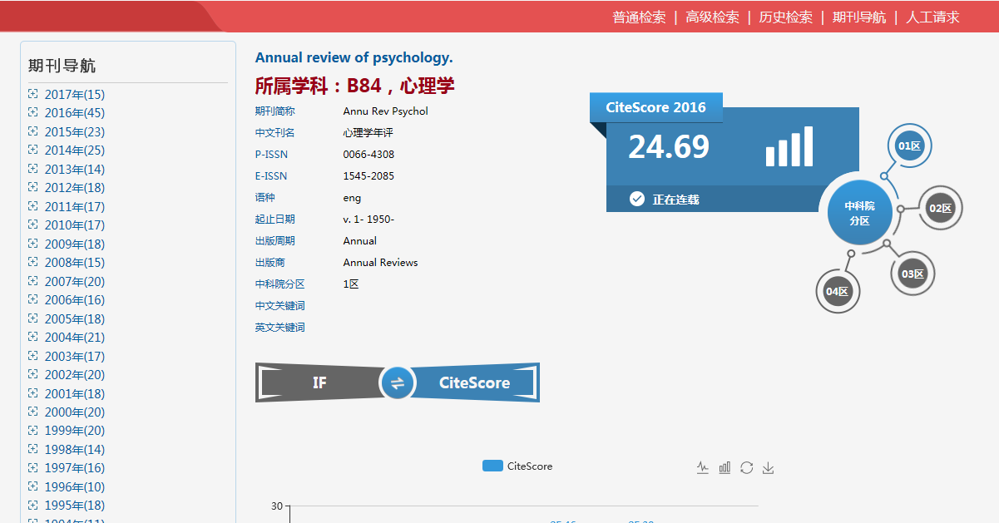 普通检索 | 高级检索 | 历史检索 | 期刊导航 | 人工请求
期刊导航
2017年(15)
2016年(45)
2015年(23)
2014年(25)
2013年(14)
2012年(18)
2011年(17)
2010年(17)
2009年(18)
2008年(15)
2007年(20)
2006年(16)
2005年(18)
2004年(21)
2003年(17)
2002年(20)
2001年(18)
2000年(20)
1999年(20)
1998年(14)
1997年(16)
1996年(10)
1995年(18)
1994年(11)
Annual review of psychology.
所属学科：B84，心理学
期刊简称 Annu Rev Psychol
中文刊名 心理学年评
P-ISSN 0066-4308
E-ISSN 1545-2085
语种 eng
起止日期 v. 1- 1950-
出版周期 Annual
出版商 Annual Reviews
中科院分区 1区
中文关键词
英文关键词
CiteScore 2016
24.69
正在连载
中科院
分区
01区
02区
03区
04区
IF CiteScore
CiteScore
30